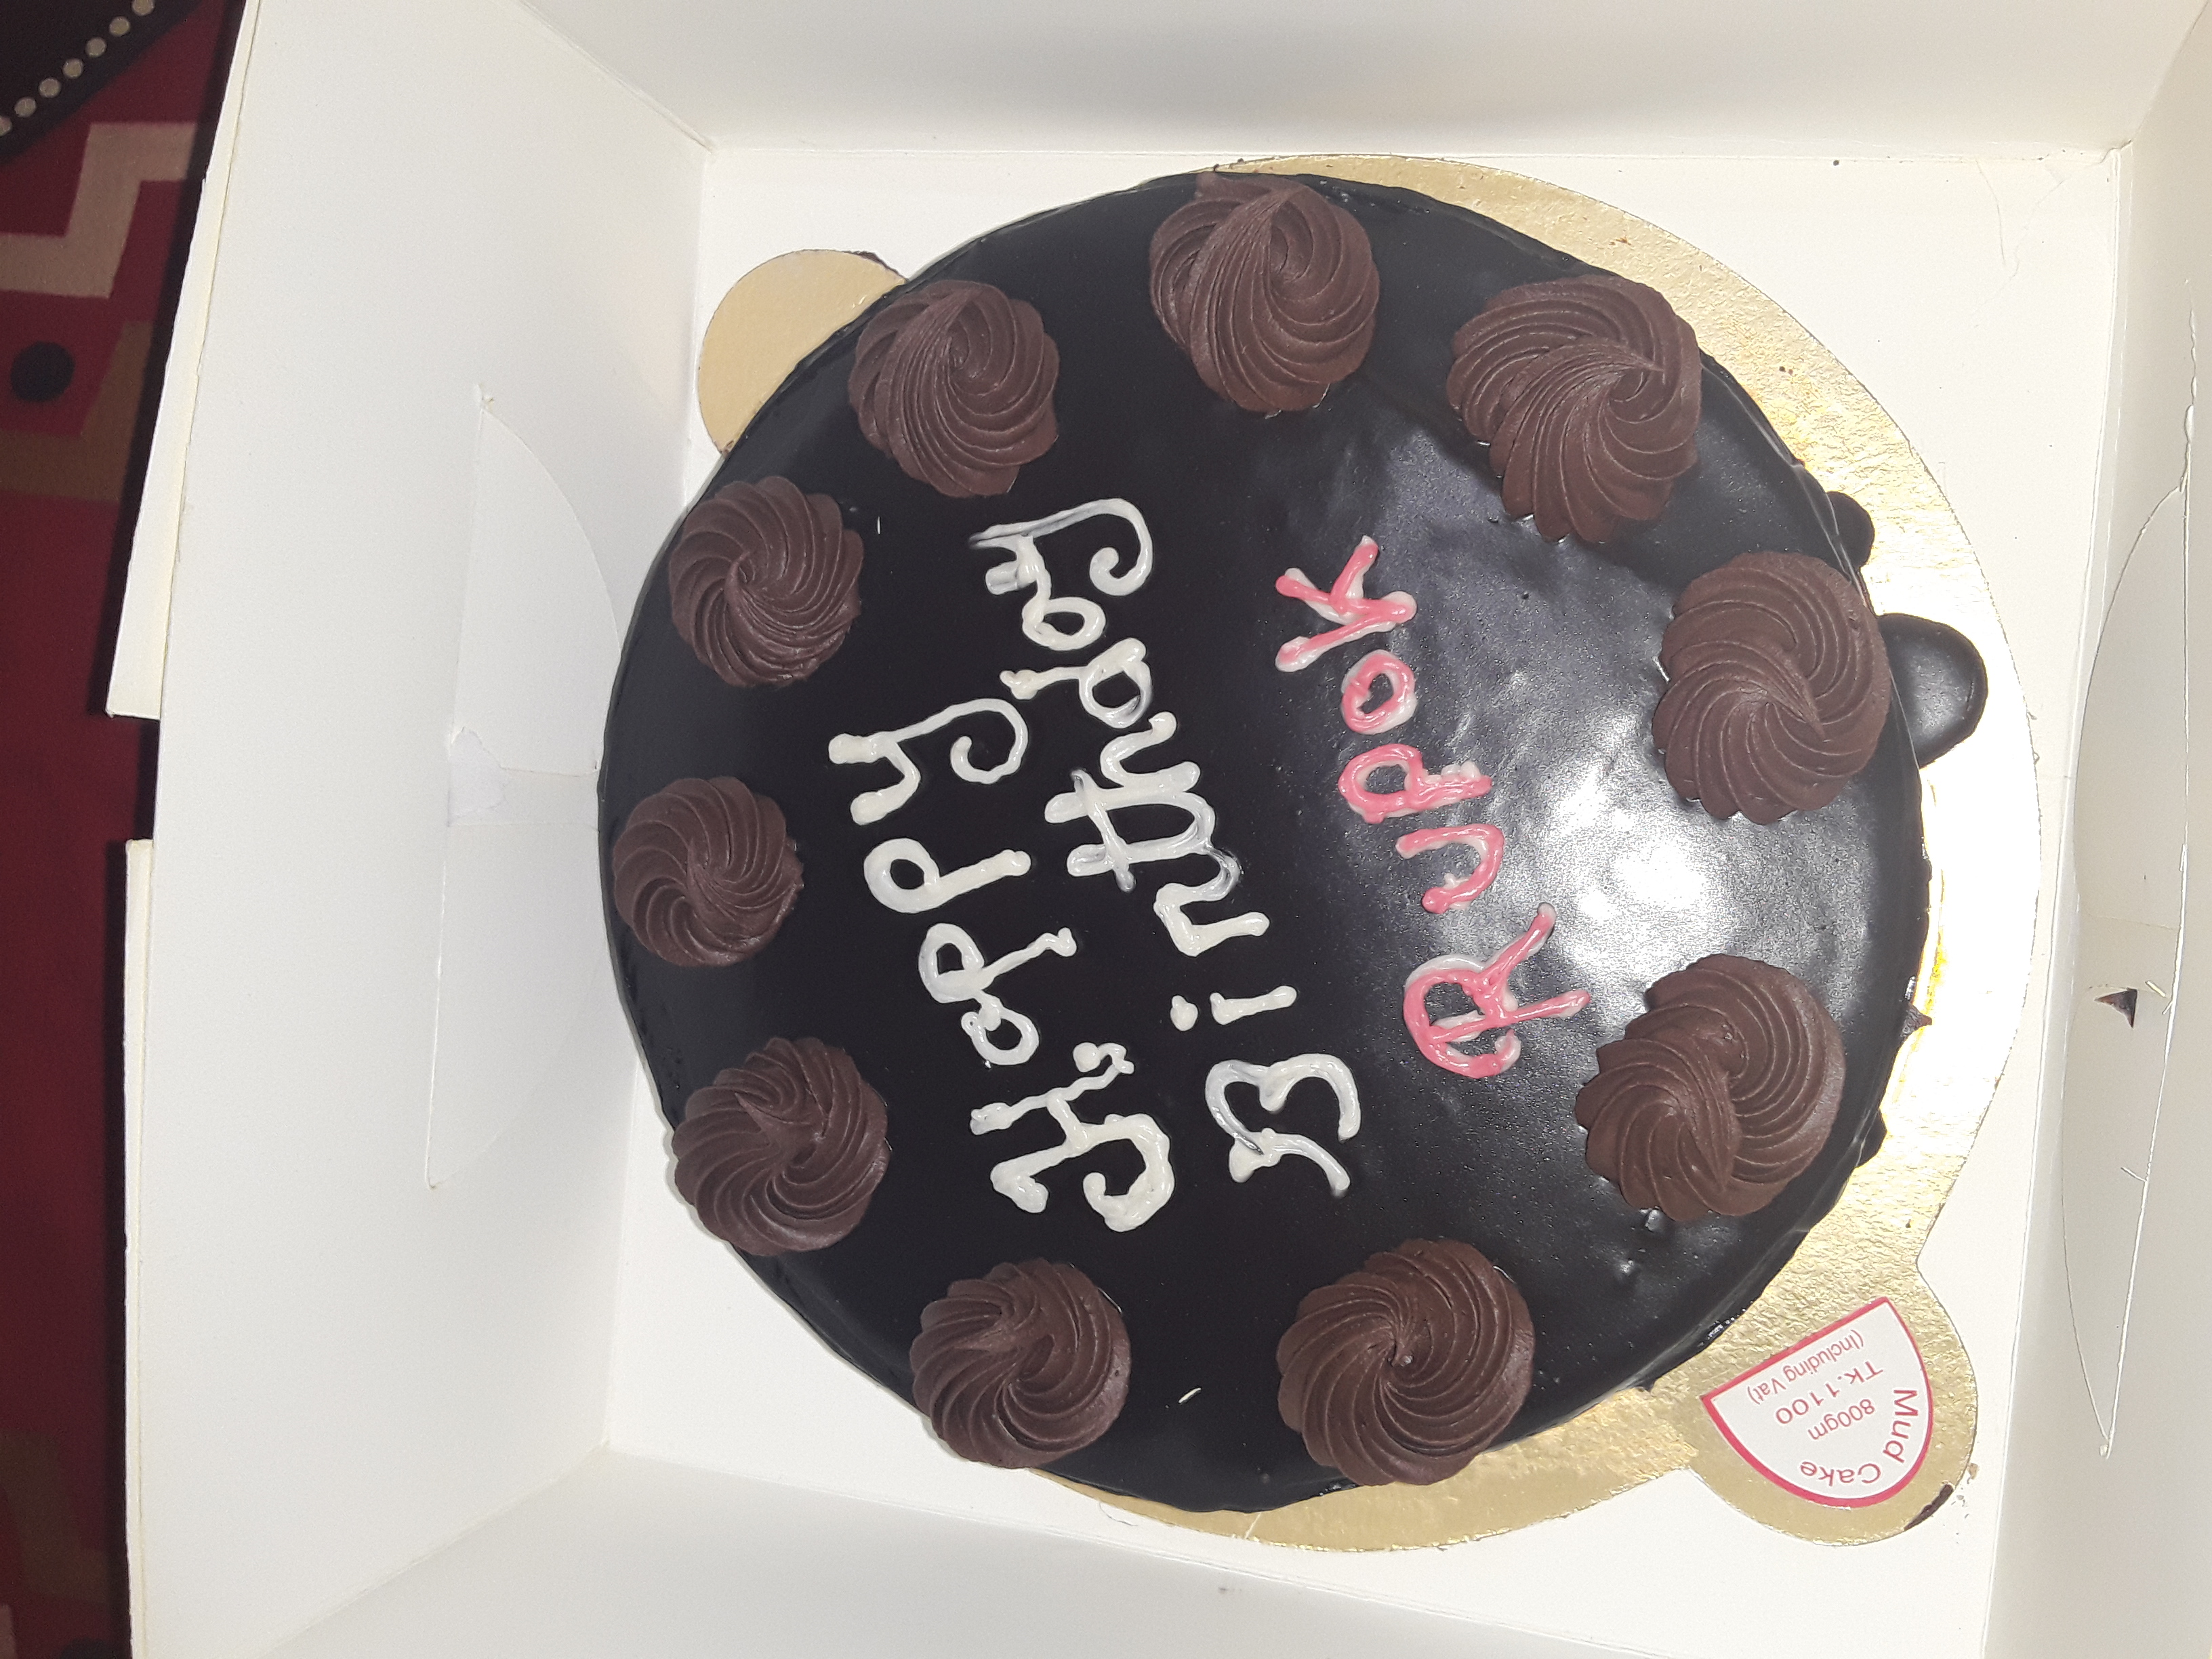 Happy
Birthday
Rupok
Mud Cake
800gm
Tk. 1100
(Including Vat)